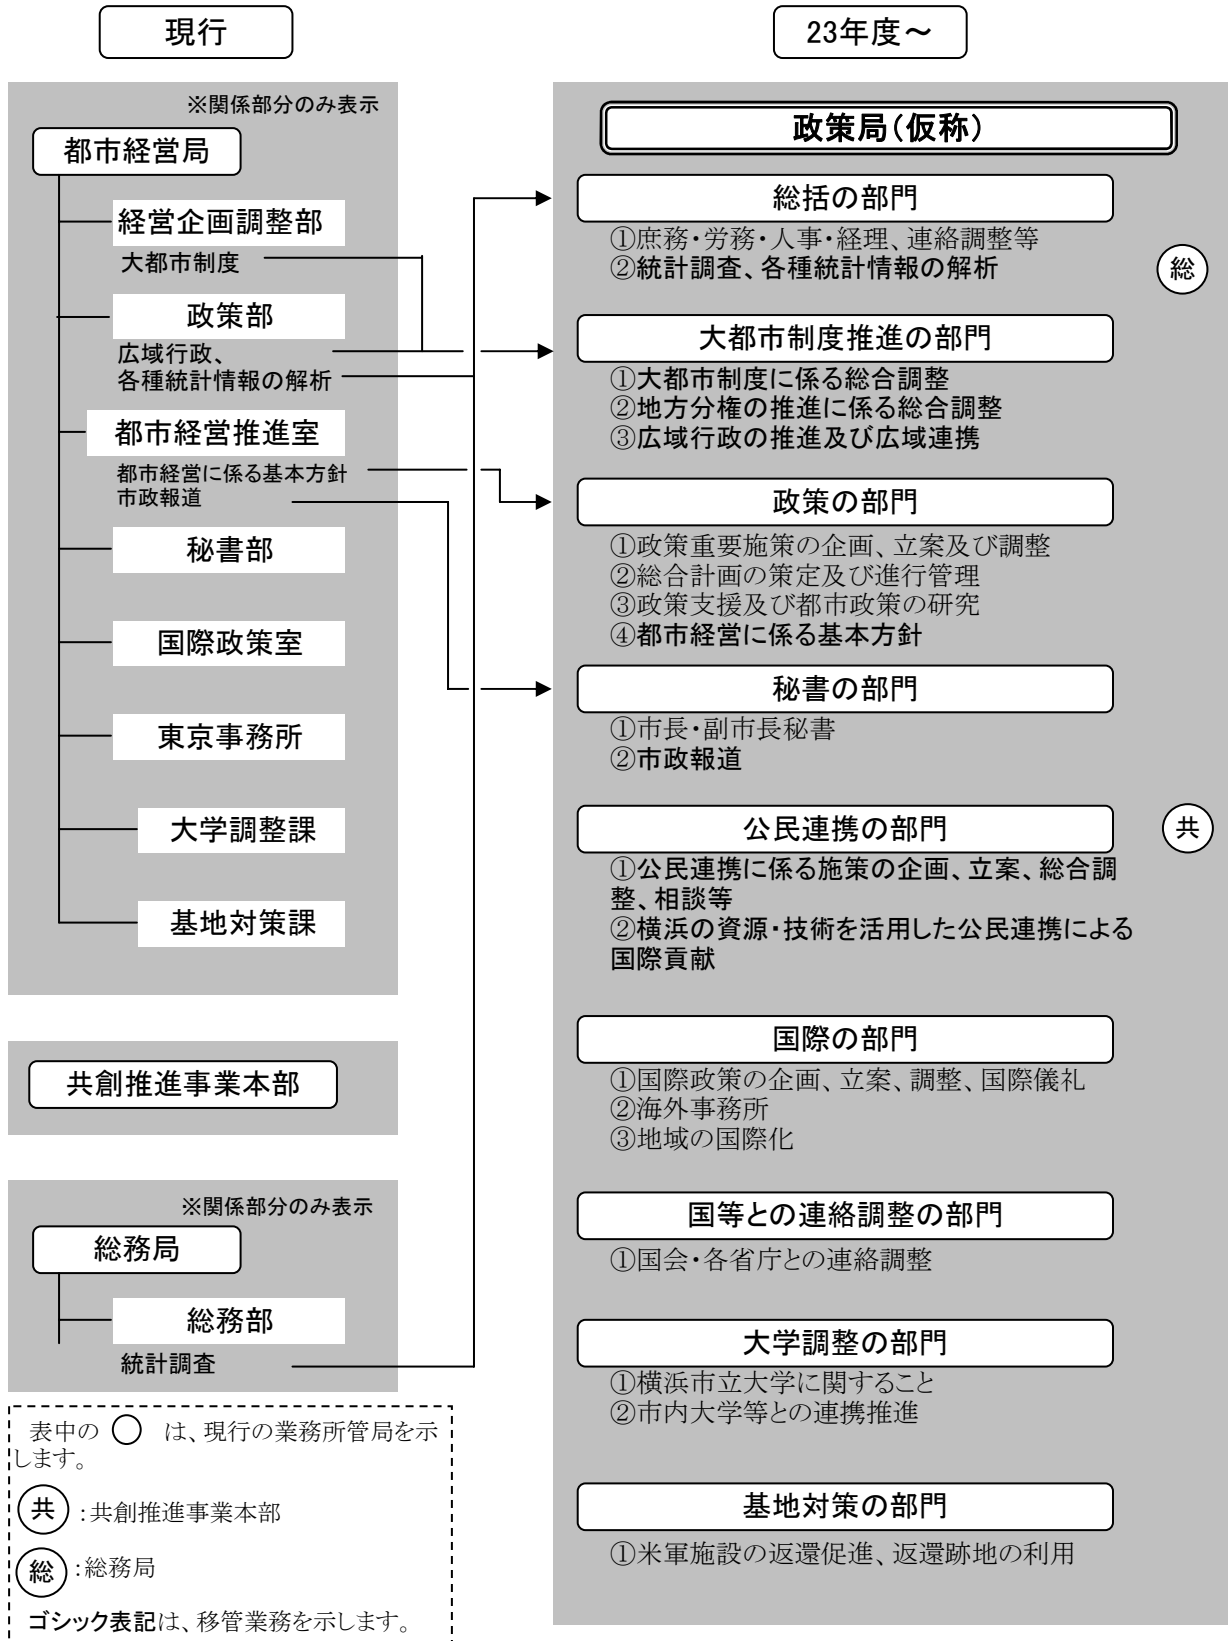 現行
※関係部分のみ表示
都市経営局
経営企画調整部
大都市制度
政策部
広域行政、
各種統計情報の解析
都市経営推進室
都市経営に係る基本方針
市政報道
秘書部
国際政策室
東京事務所
大学調整課
基地対策課
共創推進事業本部
※関係部分のみ表示
総務局
総務部
統計調査
表中の ○ は、現行の業務所管局を示
します。
共 :共創推進事業本部
総 :総務局
ゴシック表記は、移管業務を示します。
23年度～
政策局(仮称)
総括の部門
①庶務・労務・人事・経理、連絡調整等
②統計調査、各種統計情報の解析
総
大都市制度推進の部門
①大都市制度に係る総合調整
②地方分権の推進に係る総合調整
③広域行政の推進及び広域連携
政策の部門
①政策重要施策の企画、立案及び調整
②総合計画の策定及び進行管理
③政策支援及び都市政策の研究
④都市経営に係る基本方針
秘書の部門
①市長・副市長秘書
②市政報道
公民連携の部門
共
①公民連携に係る施策の企画、立案、総合調
整、相談等
②横浜の資源・技術を活用した公民連携による
国際貢献
国際の部門
①国際政策の企画、立案、調整、国際儀礼
②海外事務所
③地域の国際化
国等との連絡調整の部門
①国会・各省庁との連絡調整
大学調整の部門
①横浜市立大学に関すること
②市内大学等との連携推進
基地対策の部門
①米軍施設の返還促進、返還跡地の利用